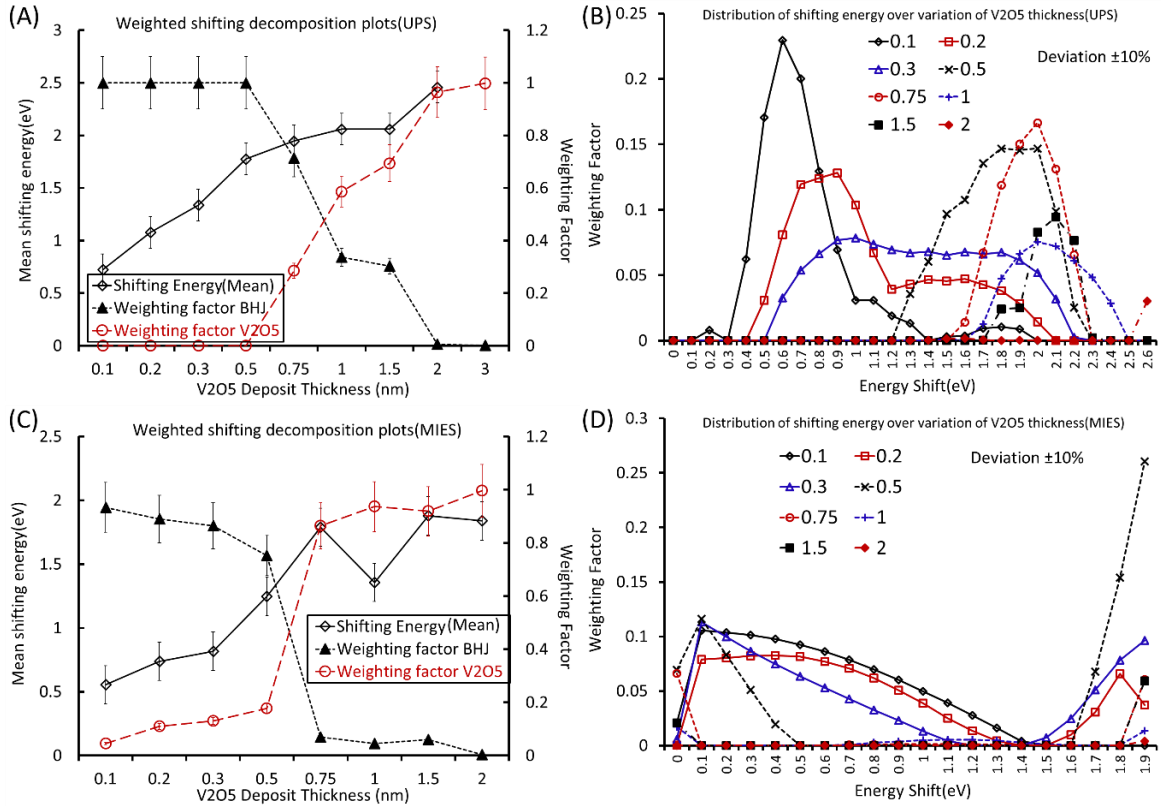 (A)
Weighted shifting decomposition plots(UPS)
3
2.5
2
1.5
1
0.5
0
Mean shifting energy(eV)
1.2
1
0.8
0.6
0.4
0.2
0
Weighting Factor
Shifting Energy(Mean)
Weighting factor BHJ
Weighting factor V2O5
0.1 0.2 0.3 0.5 0.75 1 1.5 2 3
V2O5 Deposit Thickness (nm)
(B)
Distribution of shifting energy over variation of V2O5 thickness(UPS)
0.25
0.2
0.15
0.1
0.05
0
Weighting Factor
0.1 0.2
0.3 0.5
0.75 1
1.5 2
Deviation ±10%
0 0.1 0.2 0.3 0.4 0.5 0.6 0.7 0.8 0.9 1 1.1 1.2 1.3 1.4 1.5 1.6 1.7 1.8 1.9 2 2.1 2.2 2.3 2.4 2.5 2.6
Energy Shift(eV)
(C)
Weighted shifting decomposition plots(MIES)
3
2.5
2
1.5
1
0.5
0
Mean shifting energy(eV)
1.2
1
0.8
0.6
0.4
0.2
0
Weighting Factor
Shifting Energy(Mean)
Weighting factor BHJ
Weighting factor V2O5
0.1 0.2 0.3 0.5 0.75 1 1.5 2
V2O5 Deposit Thickness (nm)
(D)
Distribution of shifting energy over variation of V2O5 thickness(MIES)
0.3
0.25
0.2
0.15
0.1
0.05
0
Weighting Factor
0.1 0.2
0.3 0.5
0.75 1
1.5 2
Deviation ±10%
0 0.1 0.2 0.3 0.4 0.5 0.6 0.7 0.8 0.9 1 1.1 1.2 1.3 1.4 1.5 1.6 1.7 1.8 1.9
Energy Shift(eV)